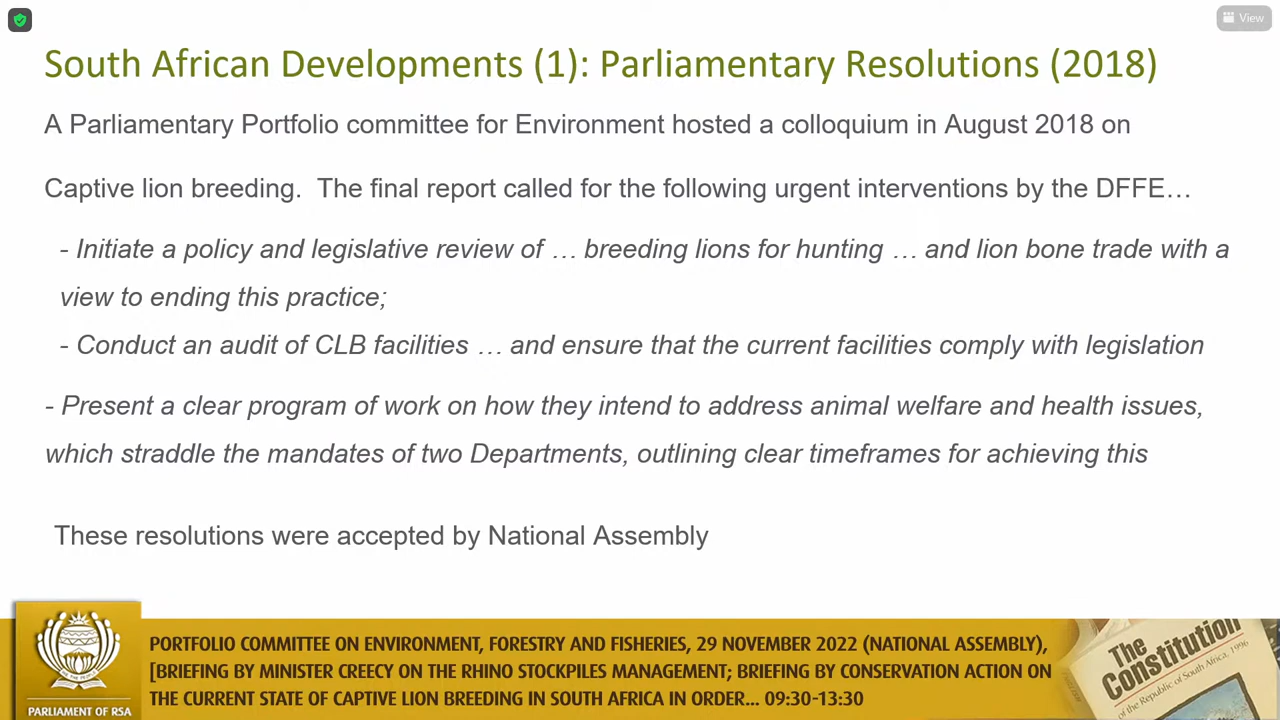 View
South African Developments (1): Parliamentary Resolutions (2018)
A Parliamentary Portfolio committee for Environment hosted a colloquium in August 2018 on
Captive lion breeding.  The final report called for the following urgent interventions by the DFFE…
- Initiate a policy and legislative review of … breeding lions for hunting … and lion bone trade with a
view to ending this practice;
- Conduct an audit of CLB facilities … and ensure that the current facilities comply with legislation
- Present a clear program of work on how they intend to address animal welfare and health issues,
which straddle the mandates of two Departments, outlining clear timeframes for achieving this
These resolutions were accepted by National Assembly
PORTFOLIO COMMITTEE ON ENVIRONMENT, FORESTRY AND FISHERIES, 29 NOVEMBER 2022 (NATIONAL ASSEMBLY),
[BRIEFING BY MINISTER CREECY ON THE RHINO STOCKPILES MANAGEMENT; BRIEFING BY CONSERVATION ACTION ON
THE CURRENT STATE OF CAPTIVE LION BREEDING IN SOUTH AFRICA IN ORDER... 09:30-13:30
PARLIAMENT OF RSA
The
Constitution
of the Republic of South Africa, 1996